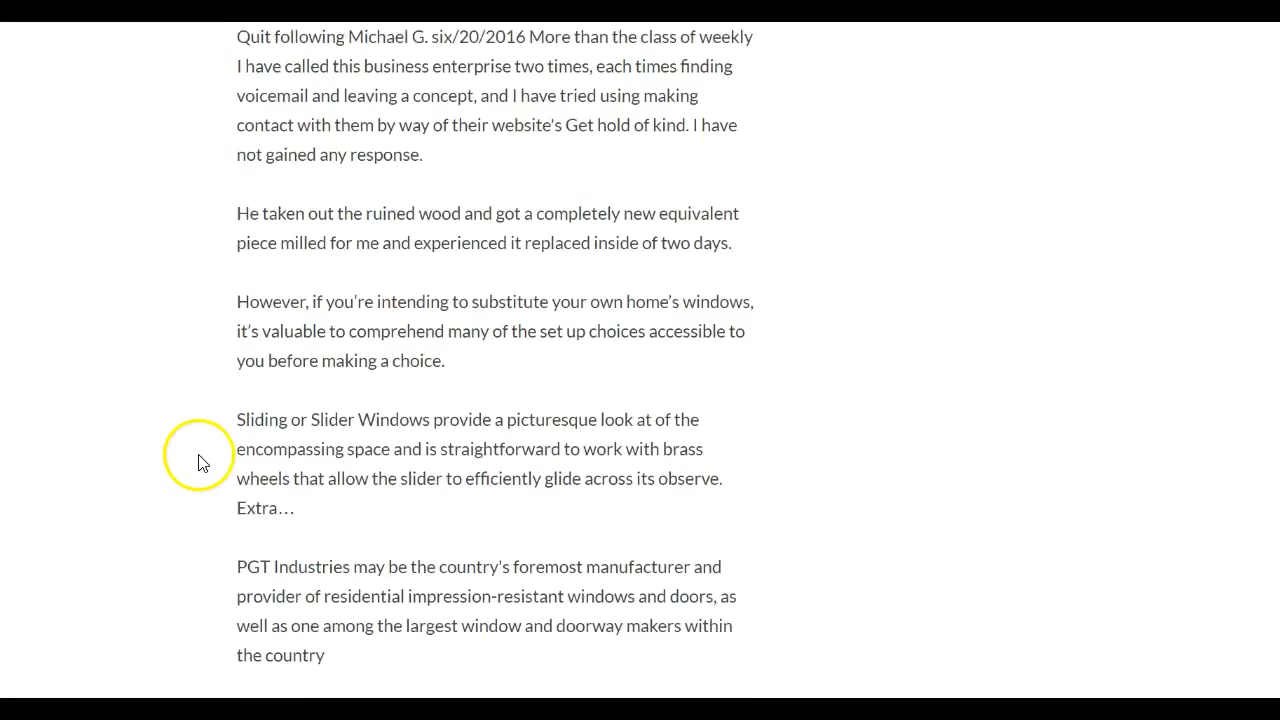 Quit following Michael G. six/20/2016 More than the class of weekly
I have called this business enterprise two times, each times finding
voicemail and leaving a concept, and I have tried using making
contact with them by way of their website's Get hold of kind. I have
not gained any response.
He taken out the ruined wood and got a completely new equivalent
piece milled for me and experienced it replaced inside of two days.
However, if you’re intending to substitute your own home’s windows,
it’s valuable to comprehend many of the set up choices accessible to
you before making a choice.
Sliding or Slider Windows provide a picturesque look at of the
encompassing space and is straightforward to work with brass
wheels that allow the slider to efficiently glide across its observe.
Extra…
PGT Industries may be the country's foremost manufacturer and
provider of residential impression-resistant windows and doors, as
well as one among the largest window and doorway makers within
the country